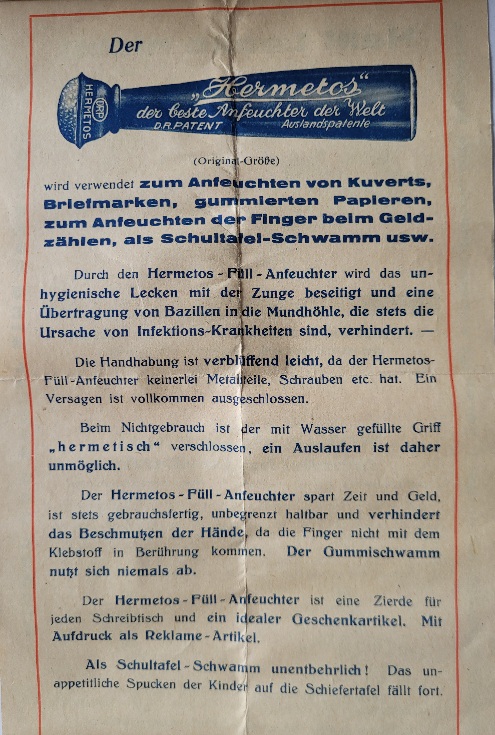 Der
„Hermetos“
der beste Anfeuchter der Welt
D.R.PATENT Auslandspatente
HERMETOS
DRP
(Original-Größe)
wird verwendet zum Anfeuchten von Kuverts,
Briefmarken, gummierten Papieren,
zum Anfeuchten der Finger beim Geld-
zählen, als Schultafel-Schwamm usw.
Durch den Hermetos-Füll-Anfeuchter wird das un-
hygienische Lecken mit der Zunge beseitigt und eine
Übertragung von Bazillen in die Mundhöhle, die stets die
Ursache von Infektions-Krankheiten sind, verhindert. —
Die Handhabung ist verblüffend leicht, da der Hermetos-
Füll-Anfeuchter keinerlei Metallteile, Schrauben etc. hat. Ein
Versagen ist vollkommen ausgeschlossen.
Beim Nichtgebrauch ist der mit Wasser gefüllte Griff
„hermetisch“ verschlossen, ein Auslaufen ist daher
unmöglich.
Der Hermetos-Füll-Anfeuchter spart Zeit und Geld,
ist stets gebrauchsfertig, unbegrenzt haltbar und verhindert
das Beschmutzen der Hände, da die Finger nicht mit dem
Klebstoff in Berührung kommen. Der Gummischwamm
nutzt sich niemals ab.
Der Hermetos-Füll-Anfeuchter ist eine Zierde für
jeden Schreibtisch und ein idealer Geschenkartikel. Mit
Aufdruck als Reklame-Artikel.
Als Schultafel-Schwamm unentbehrlich! Das un-
appetitliche Spucken der Kinder auf die Schiefertafel fällt fort.